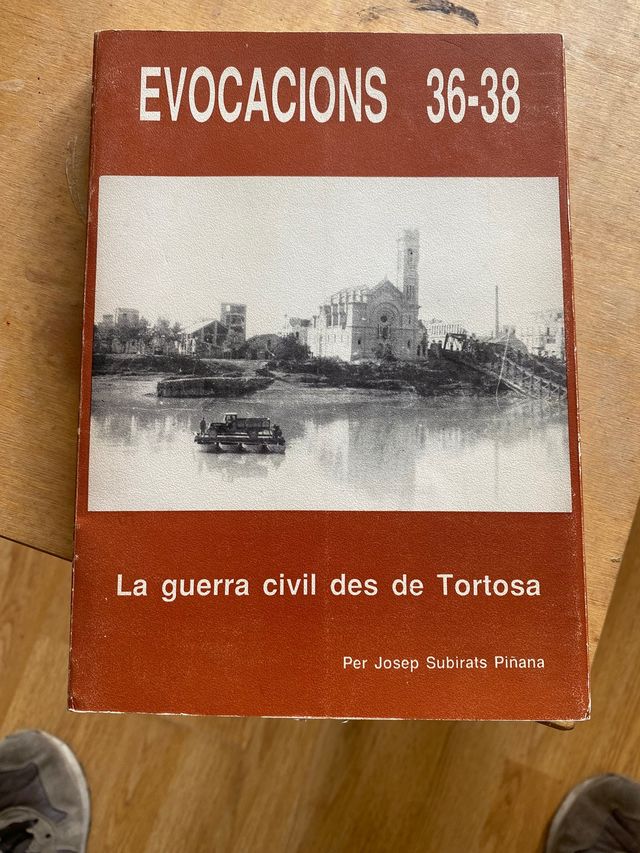 EVOCACIONS 36-38
La guerra civil des de Tortosa
Per Josep Subirats Piñana